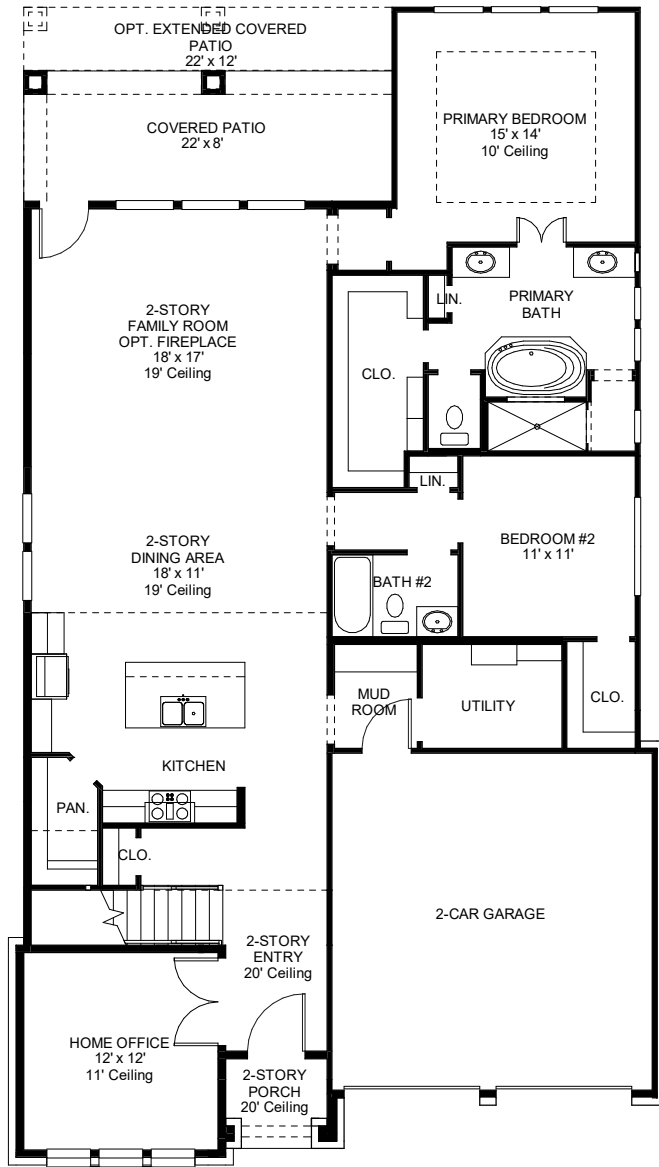 OPT. EXTENDED COVERED
PATIO
22' x 12'
COVERED PATIO
22' x 8'
PRIMARY BEDROOM
15' x 14'
10' Ceiling
2-STORY
FAMILY ROOM
OPT. FIREPLACE
18' x 17'
19' Ceiling
LIN.
PRIMARY
BATH
CLO.
LIN.
2-STORY
DINING AREA
18' x 11'
19' Ceiling
BEDROOM #2
11' x 11'
BATH #2
MUD
ROOM
UTILITY
CLO.
KITCHEN
PAN.
CLO.
2-CAR GARAGE
2-STORY
ENTRY
20' Ceiling
HOME OFFICE
12' x 12'
11' Ceiling
2-STORY
PORCH
20' Ceiling